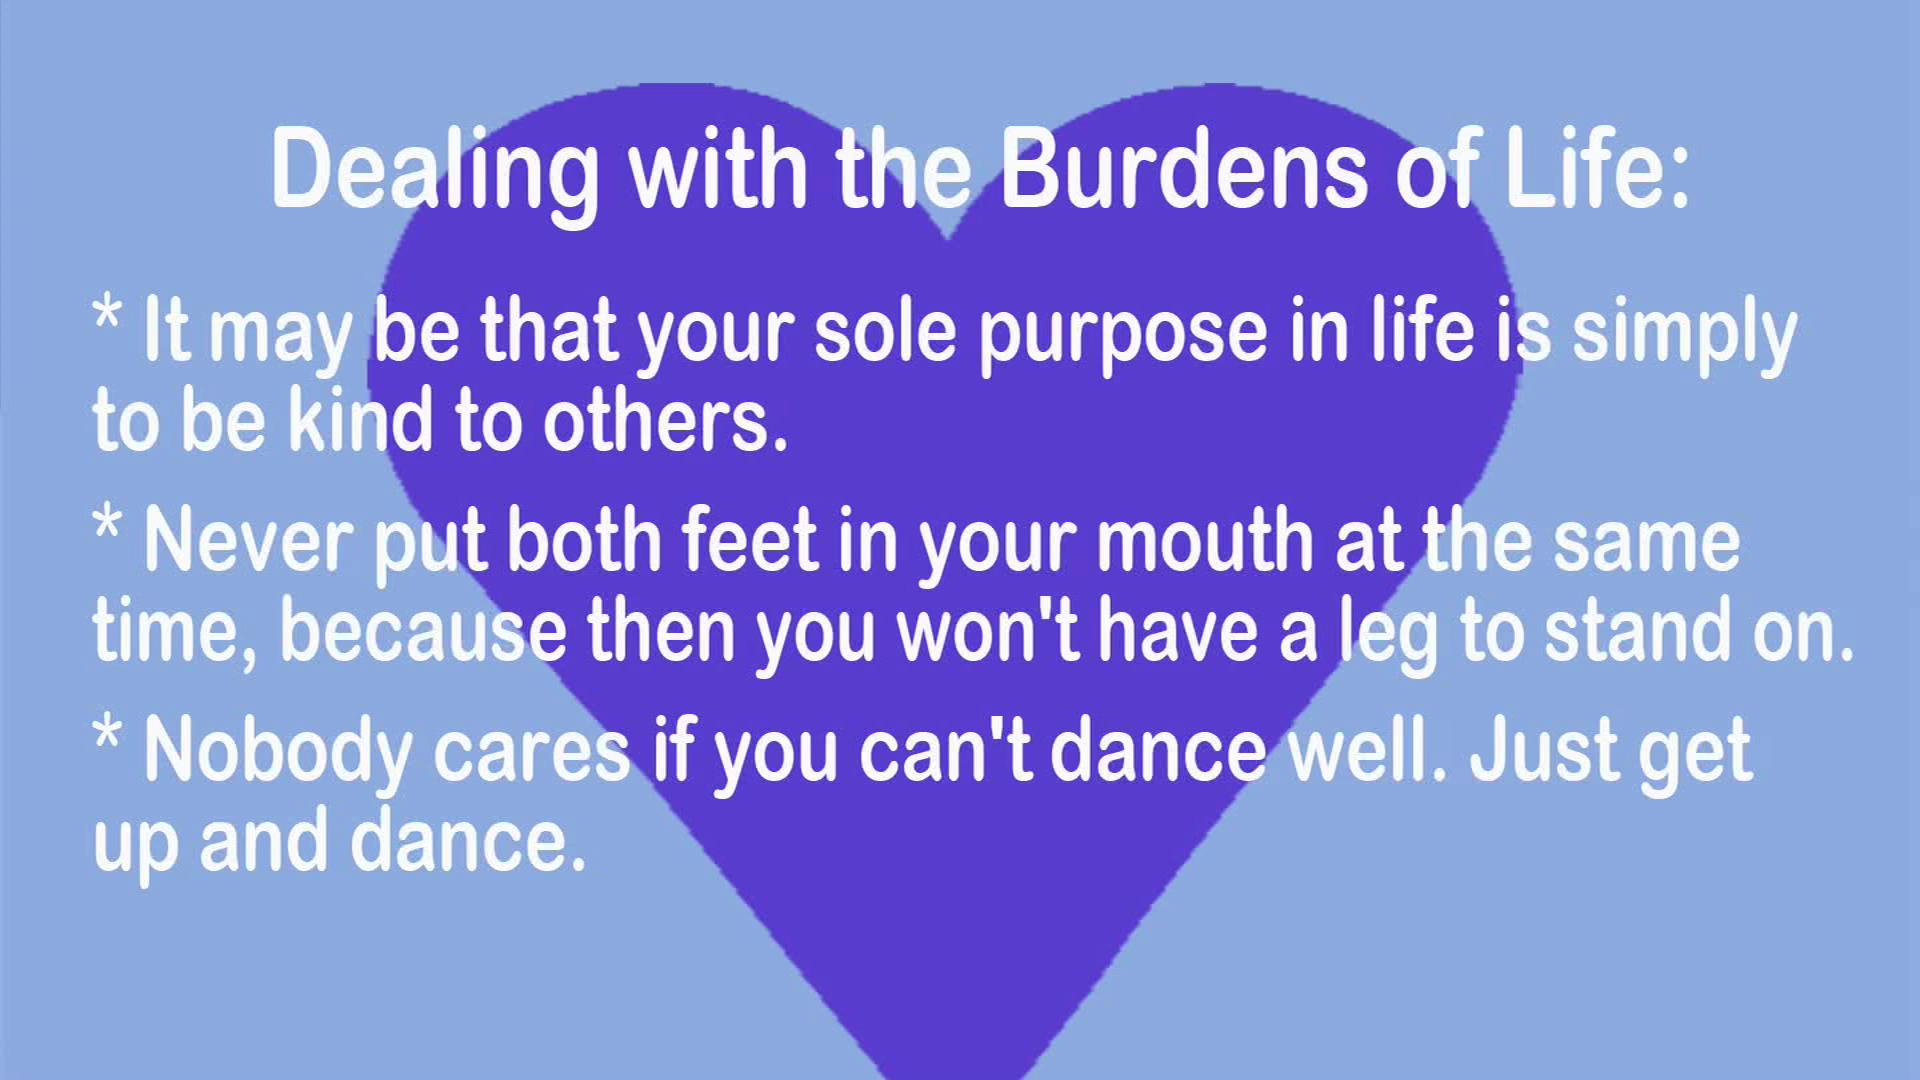 Dealing with the Burdens of Life:
* It may be that your sole purpose in life is simply
to be kind to others.
* Never put both feet in your mouth at the same
time, because then you won't have a leg to stand on.
* Nobody cares if you can't dance well. Just get
up and dance.